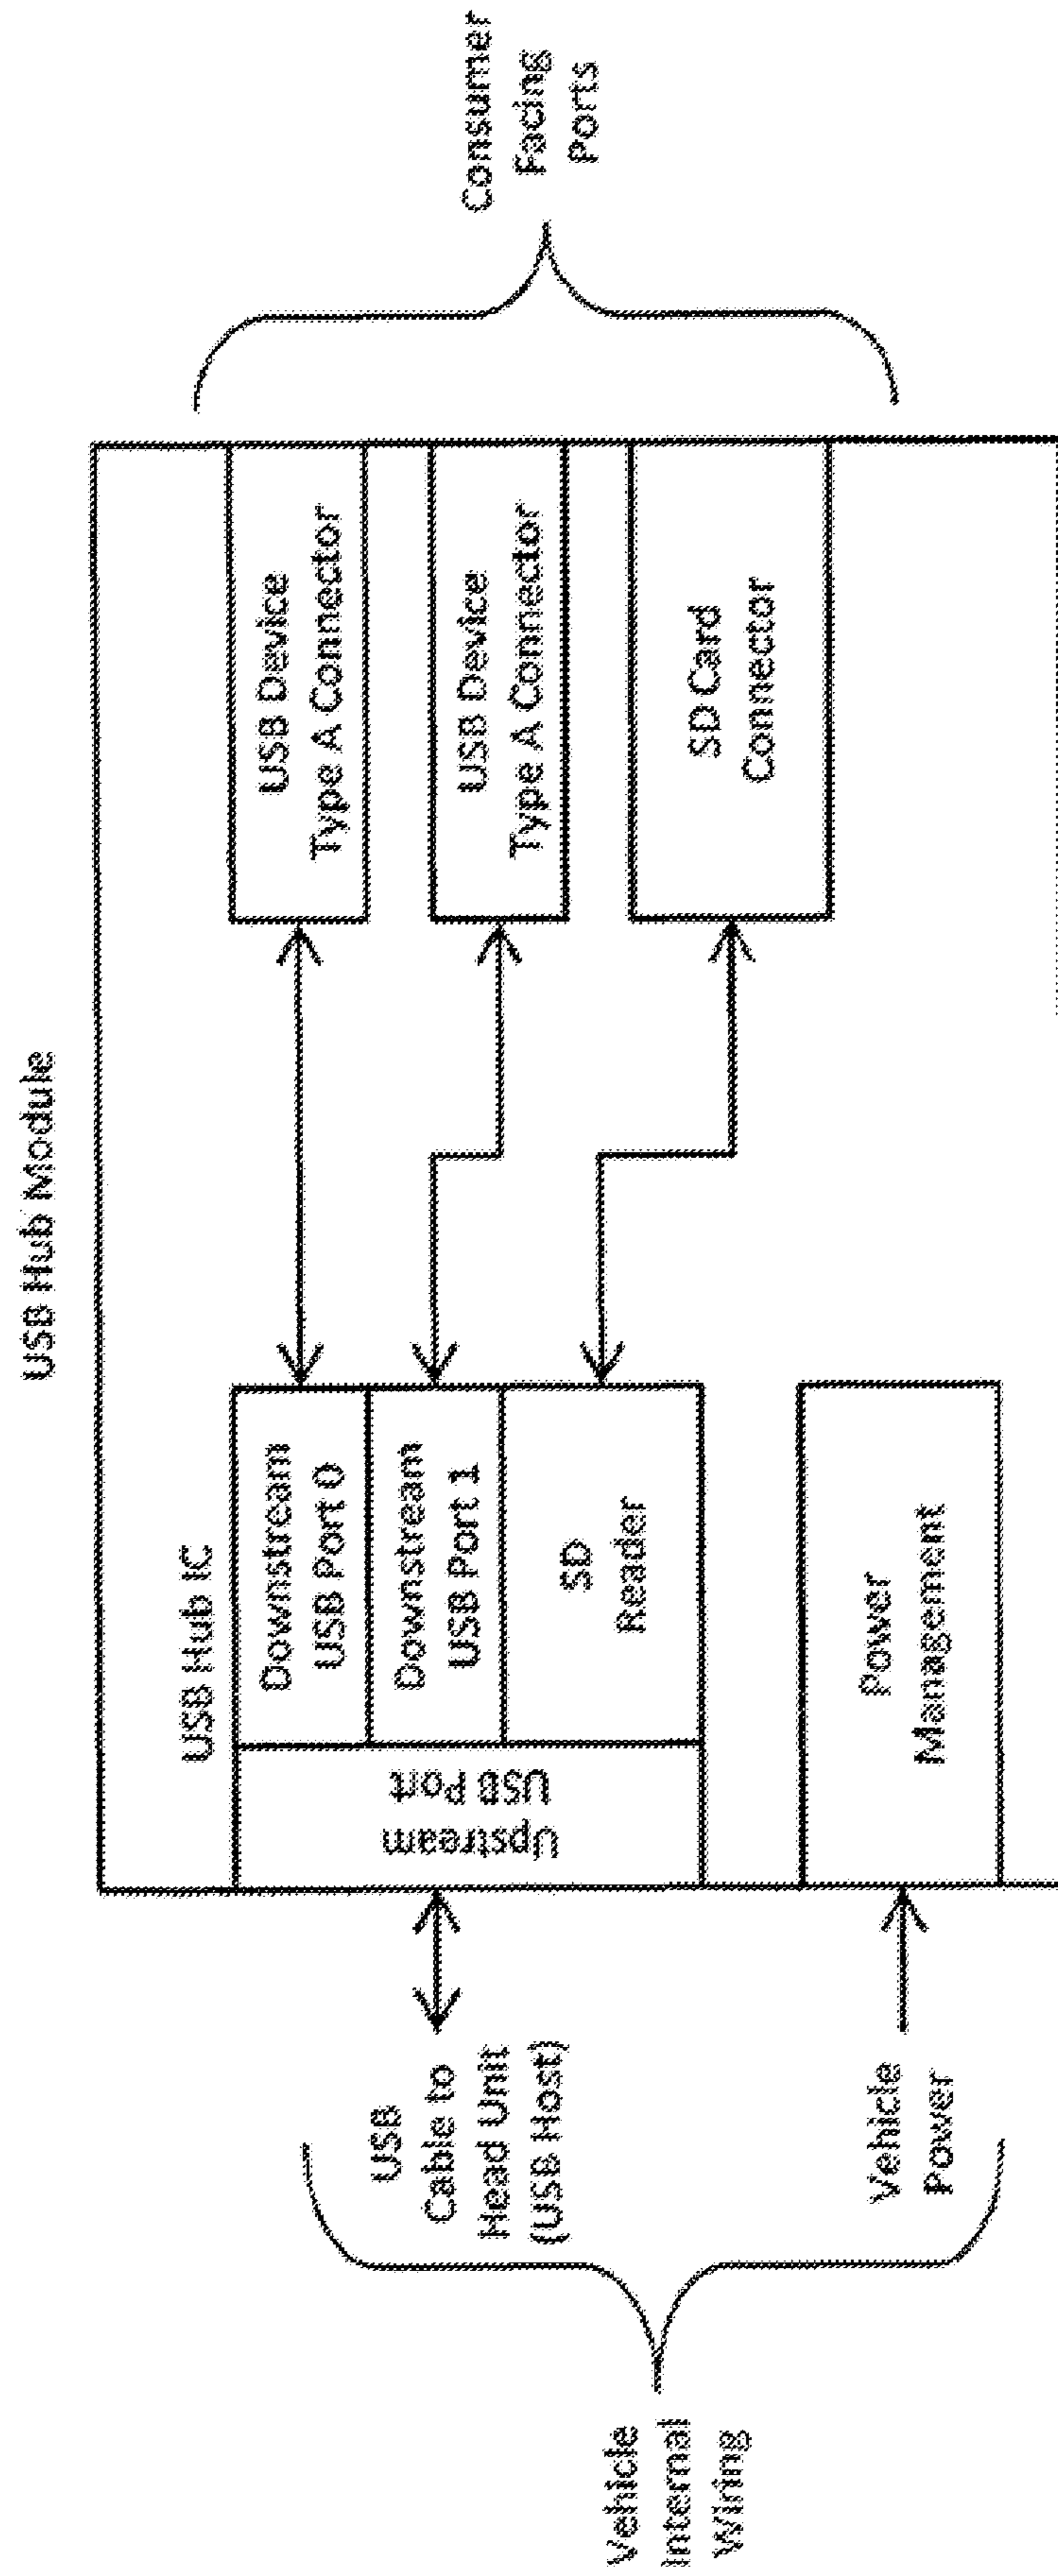 USB Hub Module
USB Hub IC
Upstream
USB Port
Downstream
USB Port 0
Downstream
USB Port 1
SD
Reader
Power
Management
USB Device
Type A Connector
USB Device
Type A Connector
SD Card
Connector
Consumer
Facing
Ports
USB
Cable to
Head Unit
(USB Host)
Vehicle
Power
Vehicle
Internal
Wiring